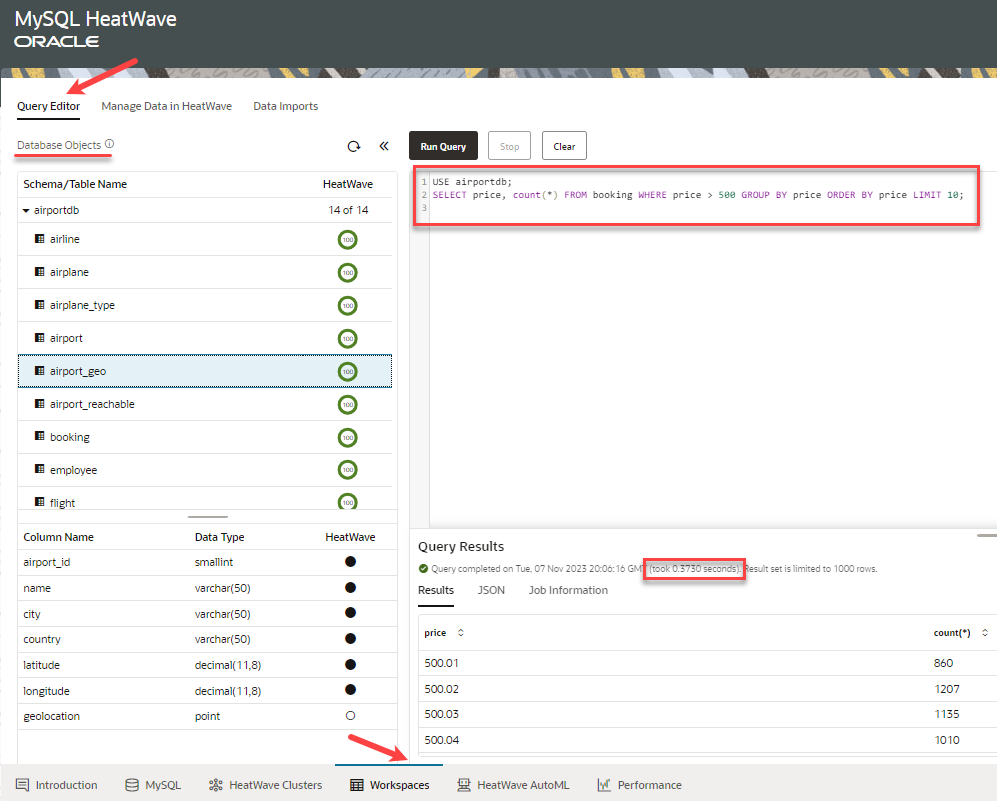 MySQL HeatWave
ORACLE
Query Editor Manage Data in HeatWave Data Imports
Database Objects
Run Query Stop Clear
Schema/Table Name HeatWave
airportdb 14 of 14
airline 100
airplane 100
airplane_type 100
airport 100
airport_geo 100
airport_reachable 100
booking 100
employee 100
flight 100
1 USE airportdb;
2 SELECT price, count(*) FROM booking WHERE price > 500 GROUP BY price ORDER BY price LIMIT 10;
3
Column Name Data Type HeatWave
airport_id smallint
name varchar(50)
city varchar(50)
country varchar(50)
latitude decimal(11,8)
longitude decimal(11,8)
geolocation point
Query Results
Query completed on Tue, 07 Nov 2023 20:06:16 GMT (took 0.3730 seconds). Result set is limited to 1000 rows.
Results JSON Job Information
price count(*)
500.01 860
500.02 1207
500.03 1135
500.04 1010
Introduction MySQL HeatWave Clusters Workspaces HeatWave AutoML Performance